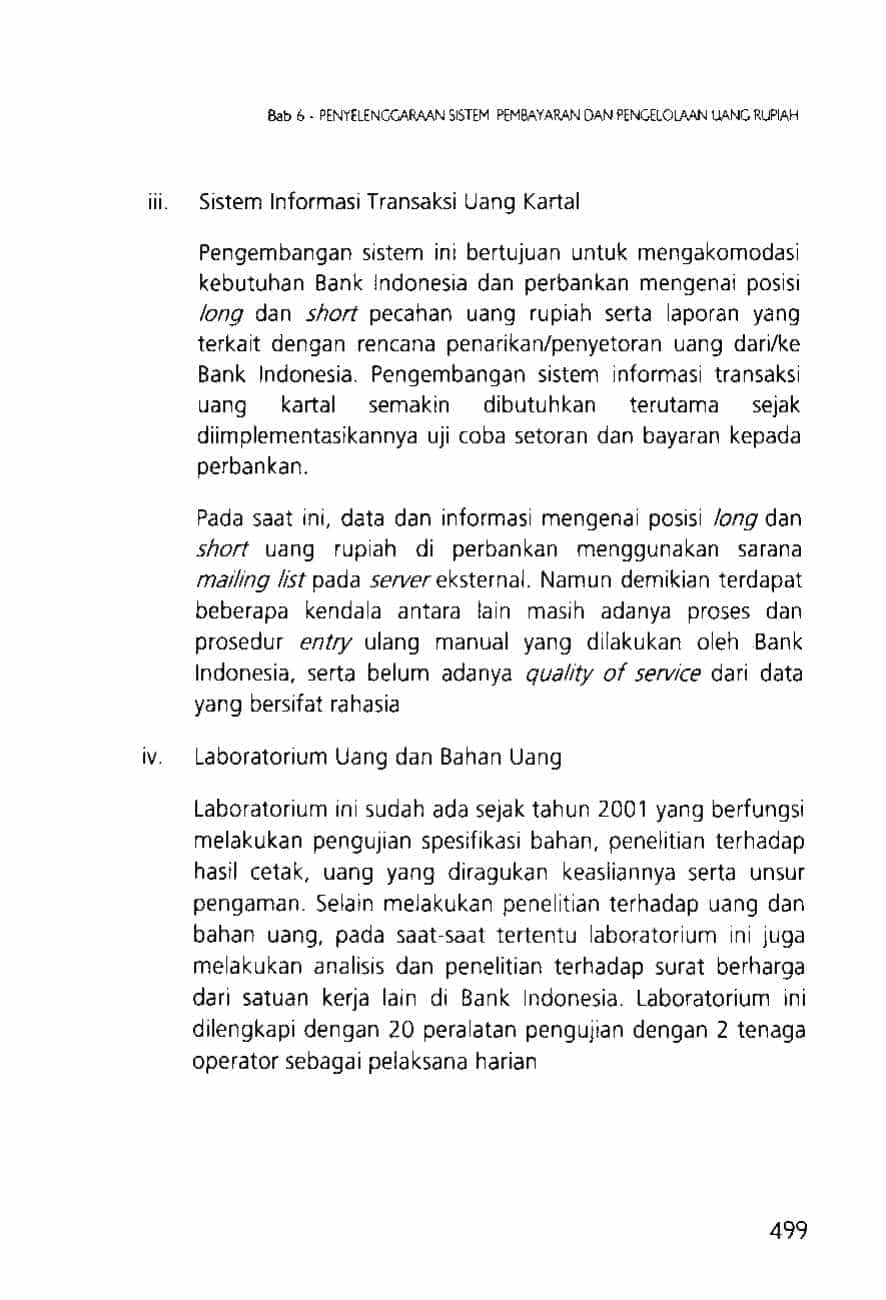 Bab 6 - PENYELENGGARAAN SISTEM PEMBAYARAN DAN PENGELOLAAN UANG RUPIAH
iii. Sistem Informasi Transaksi Uang Kartal
Pengembangan sistem ini bertujuan untuk mengakomodasi
kebutuhan Bank Indonesia dan perbankan mengenai posisi
long dan short pecahan uang rupiah serta laporan yang
terkait dengan rencana penarikan/penyetoran uang dari/ke
Bank Indonesia. Pengembangan sistem informasi transaksi
uang kartal semakin dibutuhkan terutama sejak
diimplementasikannya uji coba setoran dan bayaran kepada
perbankan.
Pada saat ini, data dan informasi mengenai posisi long dan
short uang rupiah di perbankan menggunakan sarana
mailing list pada server eksternal. Namun demikian terdapat
beberapa kendala antara lain masih adanya proses dan
prosedur entry ulang manual yang dilakukan oleh Bank
Indonesia, serta belum adanya quality of service dari data
yang bersifat rahasia
iv. Laboratorium Uang dan Bahan Uang
Laboratorium ini sudah ada sejak tahun 2001 yang berfungsi
melakukan pengujian spesifikasi bahan, penelitian terhadap
hasil cetak, uang yang diragukan keasliannya serta unsur
pengaman. Selain melakukan penelitian terhadap uang dan
bahan uang, pada saat-saat tertentu laboratorium ini juga
melakukan analisis dan penelitian terhadap surat berharga
dari satuan kerja lain di Bank Indonesia. Laboratorium ini
dilengkapi dengan 20 peralatan pengujian dengan 2 tenaga
operator sebagai pelaksana harian
499